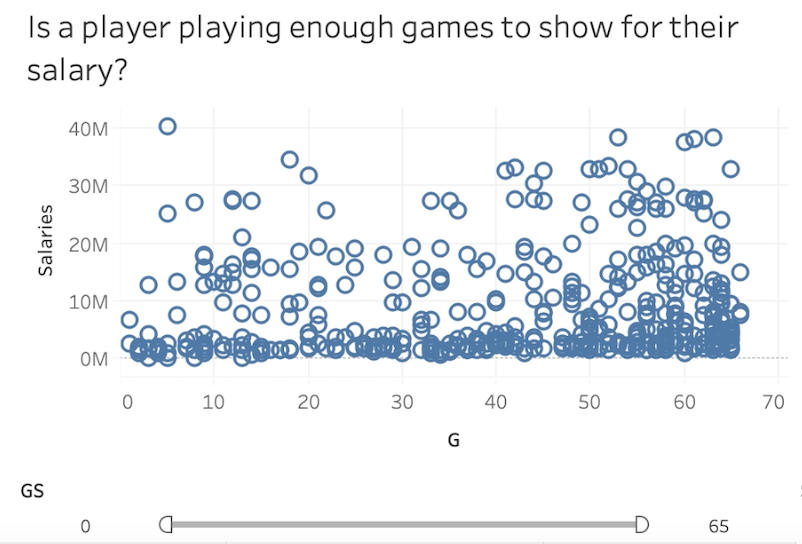 Is a player playing enough games to show for their
salary?
40M
30M
20M
10M
0M
Salaries
0 10 20 30 40 50 60 70
G
GS
0 65